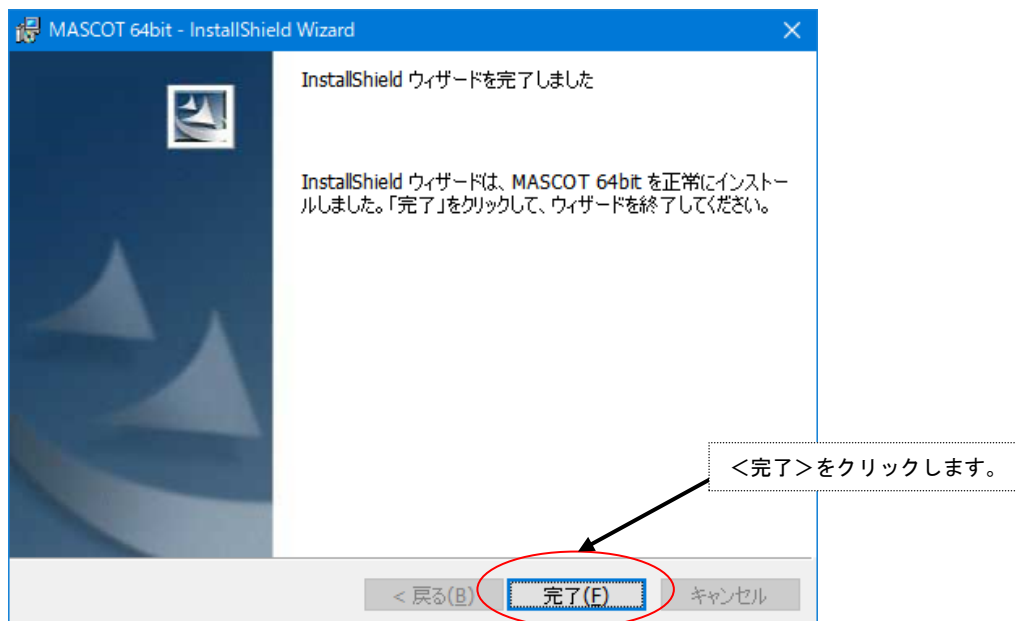 MASCOT 64bit - InstallShield Wizard
InstallShield ウィザードを完了しました
InstallShield ウィザードは、MASCOT 64bit を正常にインストー
ルしました。「完了」をクリックして、ウィザードを終了してください。
＜完了＞をクリックします。
< 戻る(B)
完了(F)
キャンセル